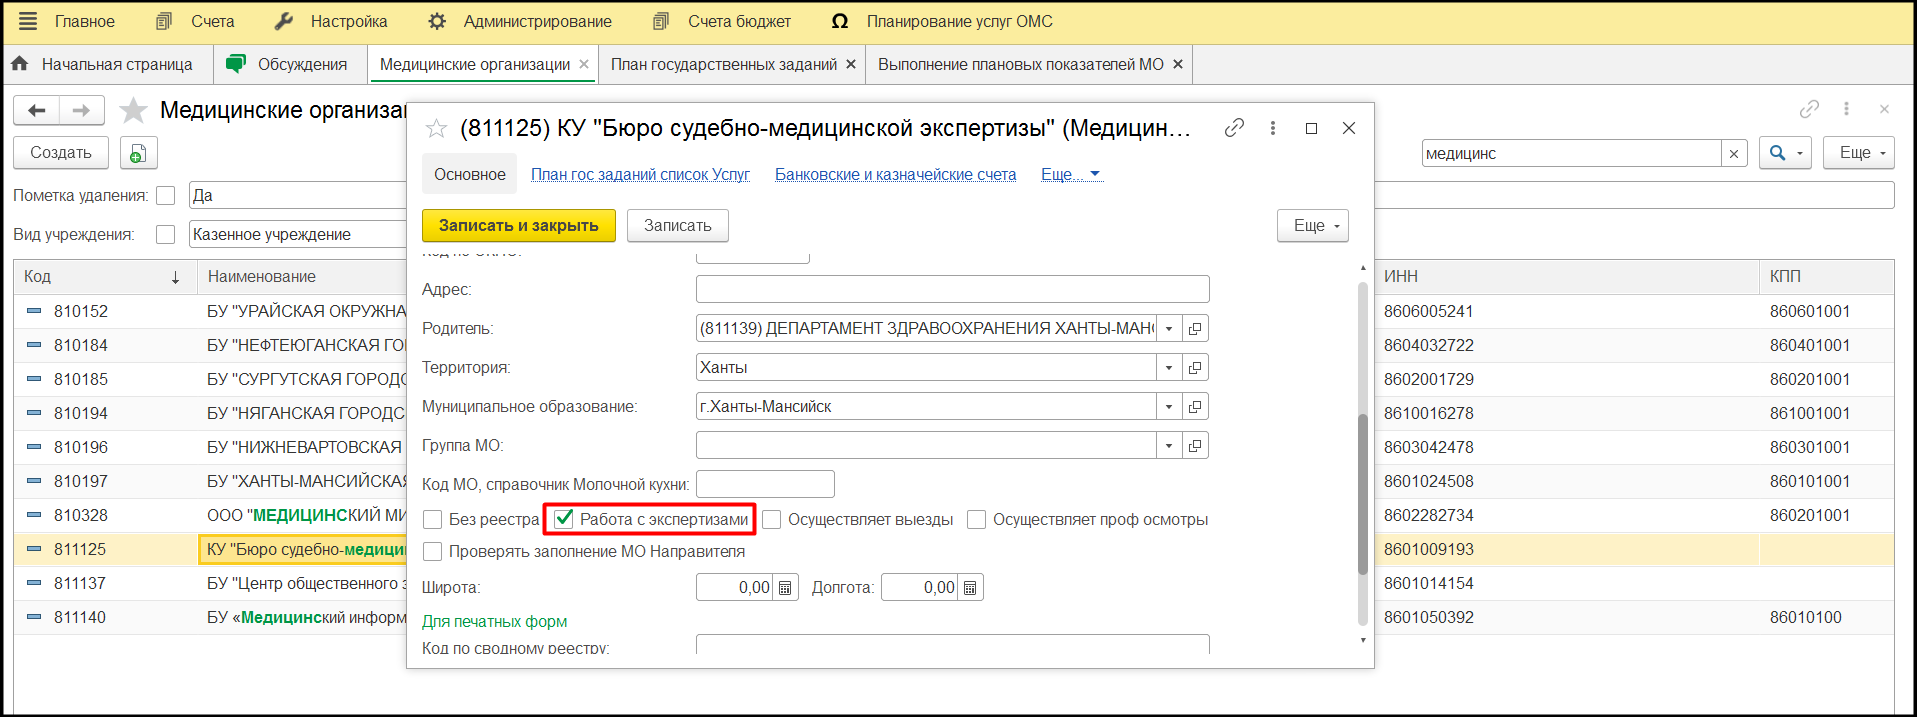 Главное Счета Настройка Администрирование Счета бюджет Планирование услуг ОМС
Начальная страница Обсуждения Медицинские организации План государственных заданий Выполнение плановых показателей МО
Медицинские организа
Создать
медицинс
Еще
Пометка удаления: Да
Вид учреждения: Казенное учреждение
Код Наименование ИНН КПП
810152 БУ "УРАЙСКАЯ ОКРУЖНА 8606005241 860601001
810184 БУ "НЕФТЕЮГАНСКАЯ ГО 8604032722 860401001
810185 БУ "СУРГУТСКАЯ ГОРОДС 8602001729 860201001
810194 БУ "НЯГАНСКАЯ ГОРОДС 8610016278 861001001
810196 БУ "НИЖНЕВАРТОВСКАЯ 8603042478 860301001
810197 БУ "ХАНТЫ-МАНСИЙСКАЯ 8601024508 860101001
810328 ООО "МЕДИЦИНСКИЙ МИ 8602282734 860201001
811125 КУ "Бюро судебно-медици 8601009193
811137 БУ "Центр общественного з 8601014154
811140 БУ «Медицинский информ 8601050392 86010100
(811125) КУ "Бюро судебно-медицинской экспертизы" (Медицин...
Основное План гос заданий список Услуг Банковские и казначейские счета Еще...
Записать и закрыть Записать Еще
Адрес:
Родитель: (811139) ДЕПАРТАМЕНТ ЗДРАВООХРАНЕНИЯ ХАНТЫ-МАН
Территория: Ханты
Муниципальное образование: г.Ханты-Мансийск
Группа МО:
Код МО, справочник Молочной кухни:
Без реестра Работа с экспертизами Осуществляет выезды Осуществляет проф осмотры
Проверять заполнение МО Направителя
Широта: 0,00 Долгота: 0,00
Для печатных форм
Код по сводному реестру: